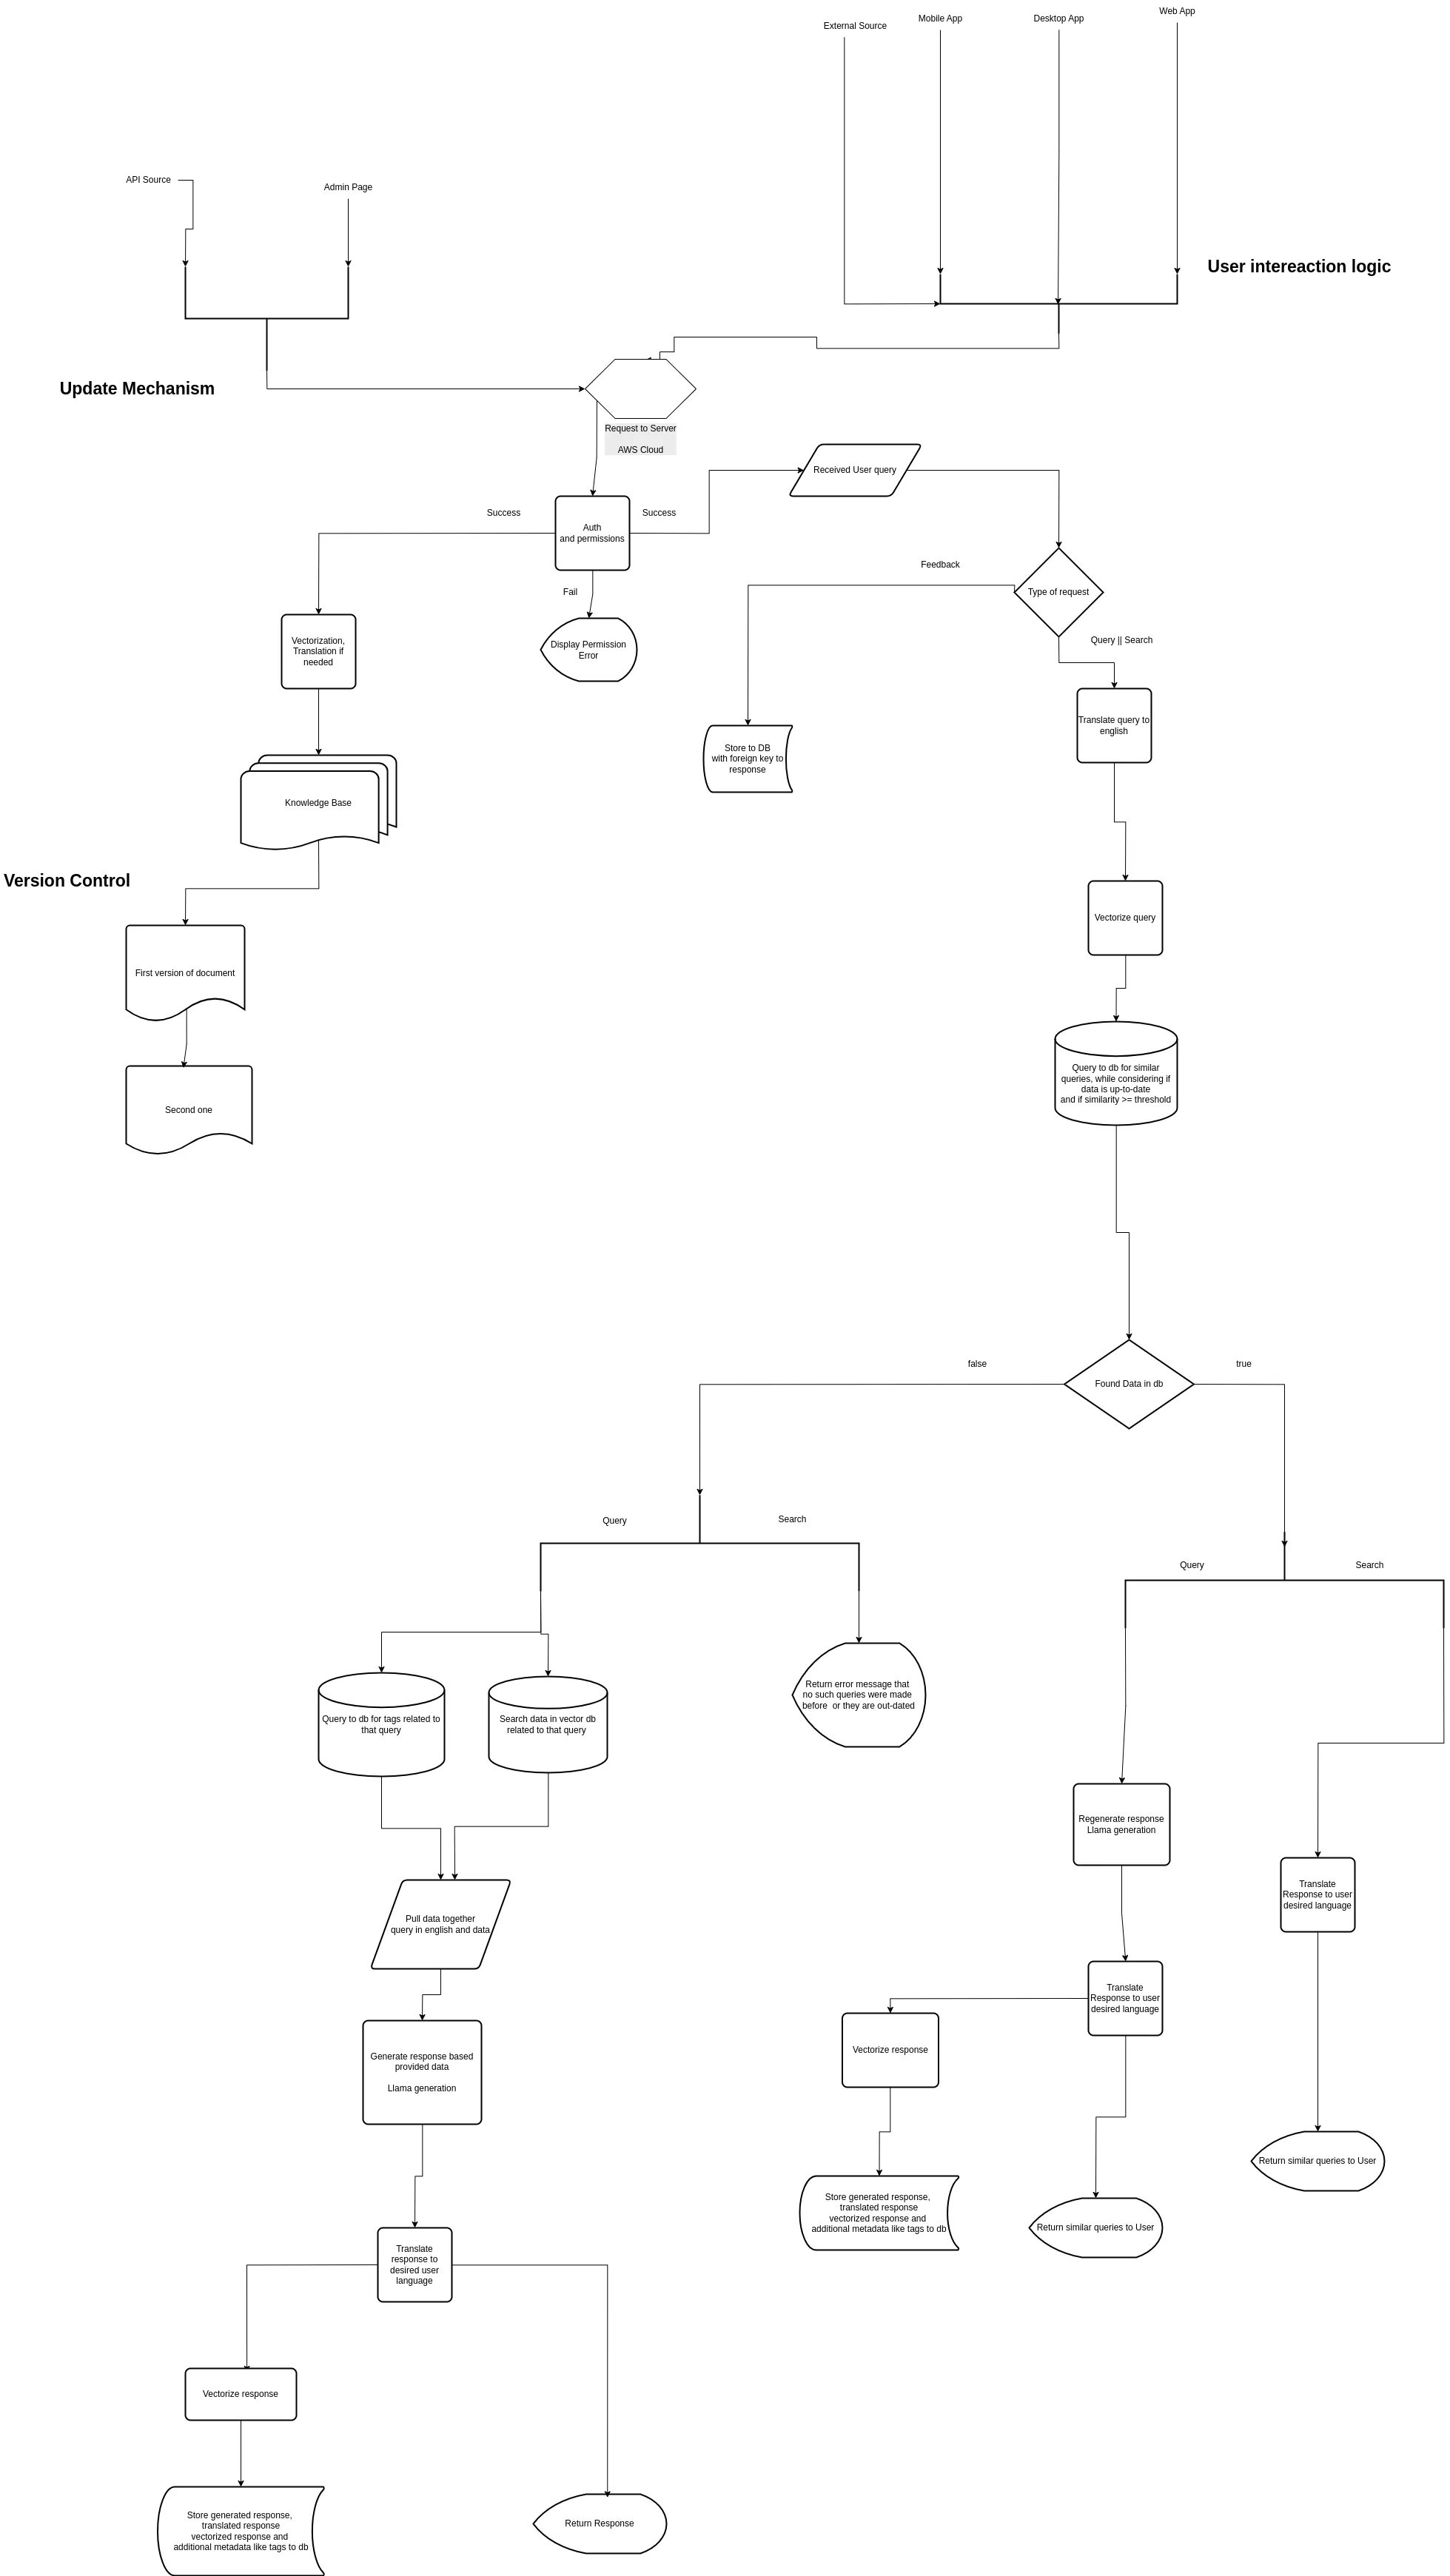 Web App
Mobile App
Desktop App
External Source
API Source
Admin Page
User intereaction logic
Update Mechanism
Request to Server
AWS Cloud
Received User query
Success
Success
Auth
and permissions
Feedback
Fail
Type of request
Display Permission
Error
Vectorization,
Translation if
needed
Query || Search
Translate query to
english
Store to DB
with foreign key to
response
Knowledge Base
Version Control
Vectorize query
First version of document
Query to db for similar
queries, while considering if
data is up-to-date
and if similarity >= threshold
Second one
false
true
Found Data in db
Query
Search
Query
Search
Return error message that
no such queries were made
before or they are out-dated
Query to db for tags related to
that query
Search data in vector db
related to that query
Regenerate response
Llama generation
Translate
Response to user
desired language
Pull data together
query in english and data
Translate
Response to user
desired language
Vectorize response
Generate response based
provided data
Llama generation
Return similar queries to User
Store generated response,
translated response
vectorized response and
additional metadata like tags to db
Return similar queries to User
Translate
response to
desired user
language
Vectorize response
Store generated response,
translated response
vectorized response and
additional metadata like tags to db
Return Response